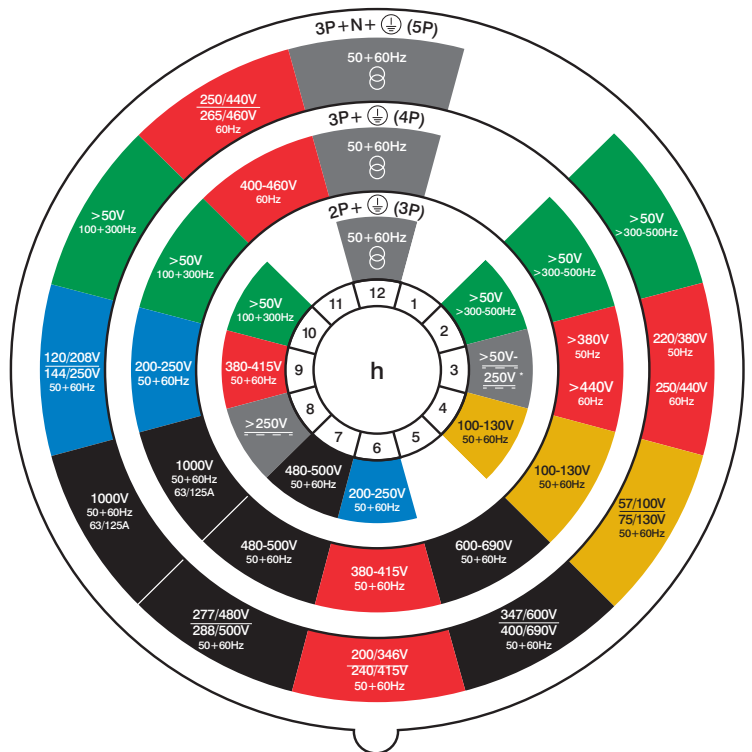 3P+N+ ⏚ (5P)
50+60Hz
250/440V
265/460V
60Hz
>50V
100+300Hz
120/208V
144/250V
50+60Hz
1000V
50+60Hz
63/125A
277/480V
288/500V
50+60Hz
200/346V
240/415V
50+60Hz
347/600V
400/690V
50+60Hz
57/100V
75/130V
50+60Hz
220/380V
50Hz
250/440V
60Hz
>50V
>300-500Hz
3P+ ⏚ (4P)
50+60Hz
400-460V
60Hz
>50V
100+300Hz
200-250V
50+60Hz
1000V
50+60Hz
63/125A
480-500V
50+60Hz
380-415V
50+60Hz
600-690V
50+60Hz
100-130V
50+60Hz
>380V
50Hz
>440V
60Hz
>50V
>300-500Hz
2P+ ⏚ (3P)
50+60Hz
>50V
100+300Hz
380-415V
50+60Hz
>250V
480-500V
50+60Hz
200-250V
50+60Hz
100-130V
50+60Hz
>50V-
250V *
>50V
>300-500Hz
12
1
2
3
4
5
6
7
8
9
10
11
h